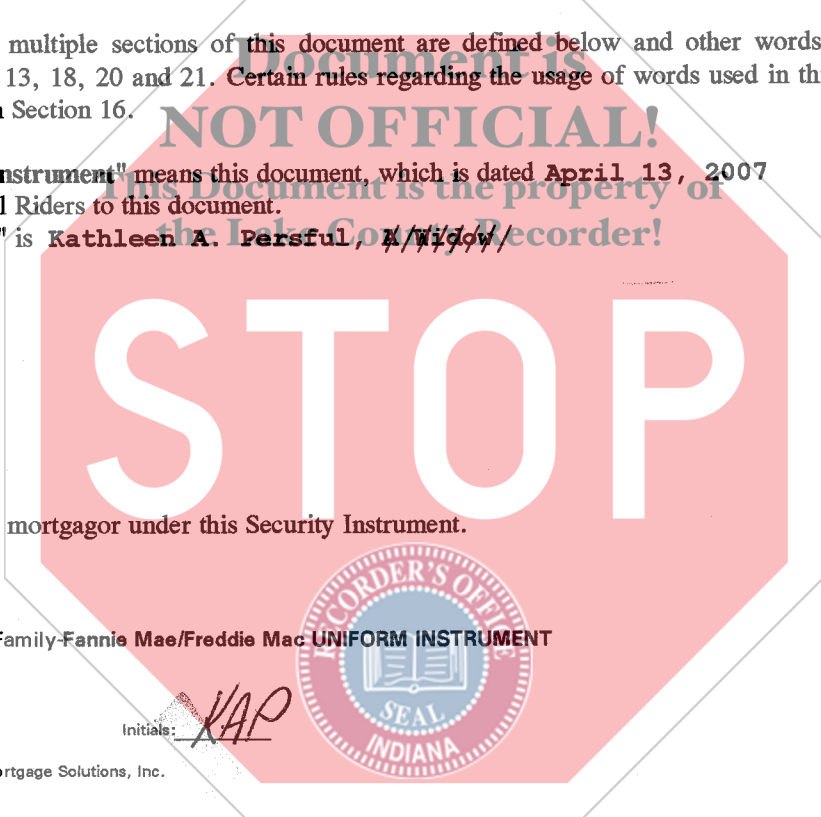 multiple sections of this document are defined below and other words
Document is
13, 18, 20 and 21. Certain rules regarding the usage of words used in th
Section 16.
NOT OFFICIAL!
nstrument" means this document, which is dated April 13, 2007
This Document is the property of
l Riders to this document.
the Lake County Recorder!
" is Kathleen A. Persful, A/Widow/
STOP
mortgagor under this Security Instrument.
RECORDER'S OFFICE
Family-Fannie Mae/Freddie Mac UNIFORM INSTRUMENT
SEAL
Initials: KAP
INDIANA
ortgage Solutions, Inc.